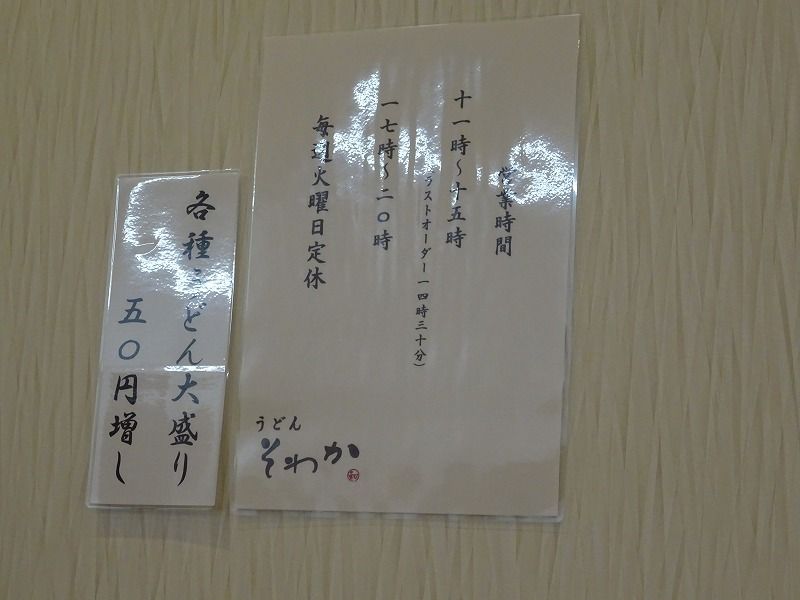 営業時間
十一時～十五時
ラストオーダー一四時三十分)
一七時～二〇時
毎週火曜日定休
うどん
そわか
各種うどん大盛り
五〇円増し